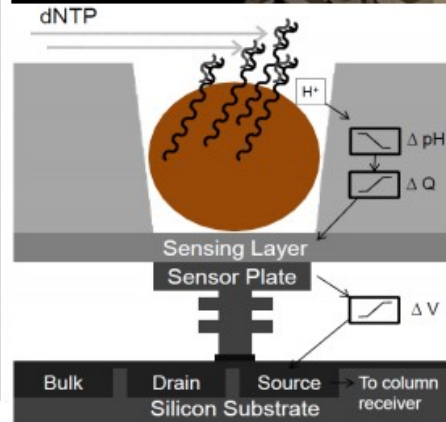 dNTP
H⁺
Δ pH
Δ Q
Sensing Layer
Sensor Plate
Δ V
Bulk
Drain
Source
To column
receiver
Silicon Substrate